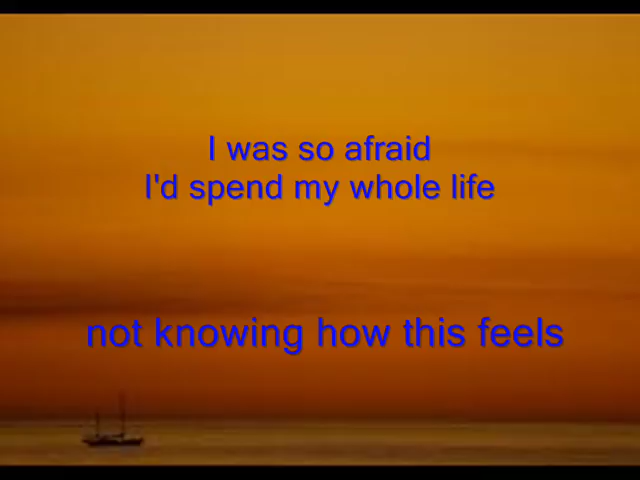 I was so afraid
I'd spend my whole life
not knowing how this feels